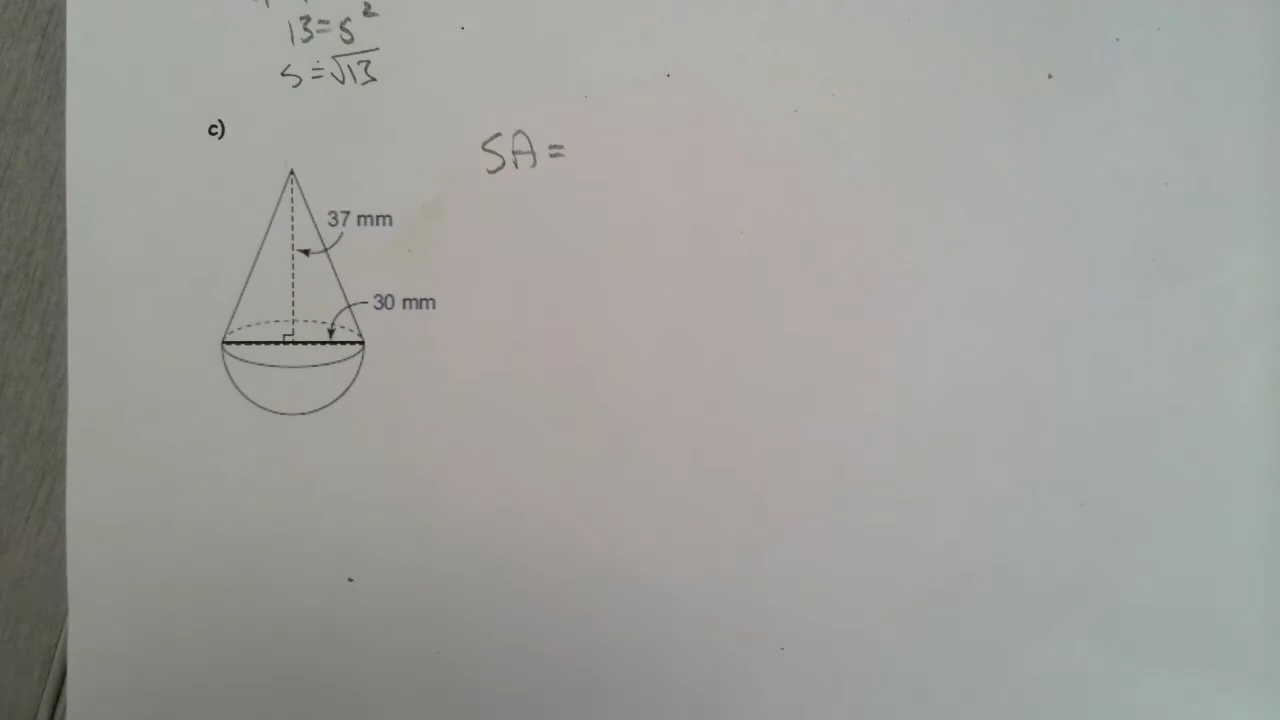 13=s²
s≐√13
c)
SA=
37 mm
30 mm